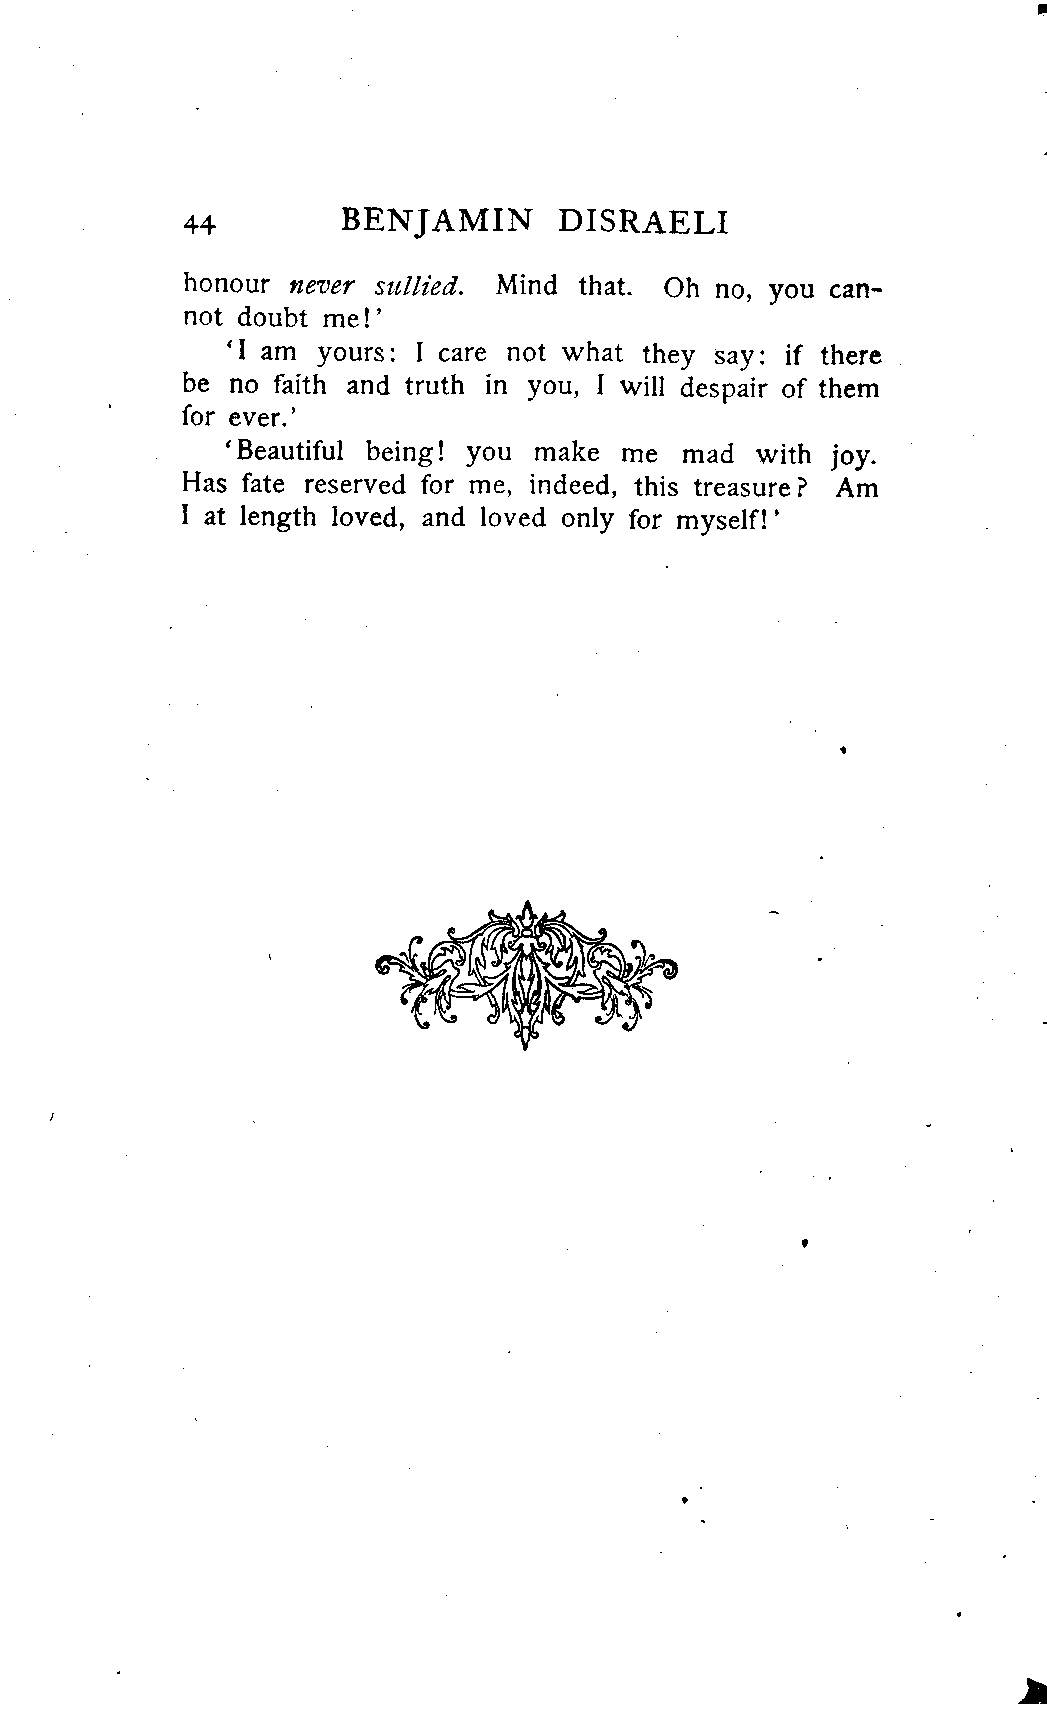 44 BENJAMIN DISRAELI
honour never sullied. Mind that. Oh no, you can-
not doubt me!’
‘I am yours: I care not what they say: if there
be no faith and truth in you, I will despair of them
for ever.’
‘Beautiful being! you make me mad with joy.
Has fate reserved for me, indeed, this treasure? Am
I at length loved, and loved only for myself!’